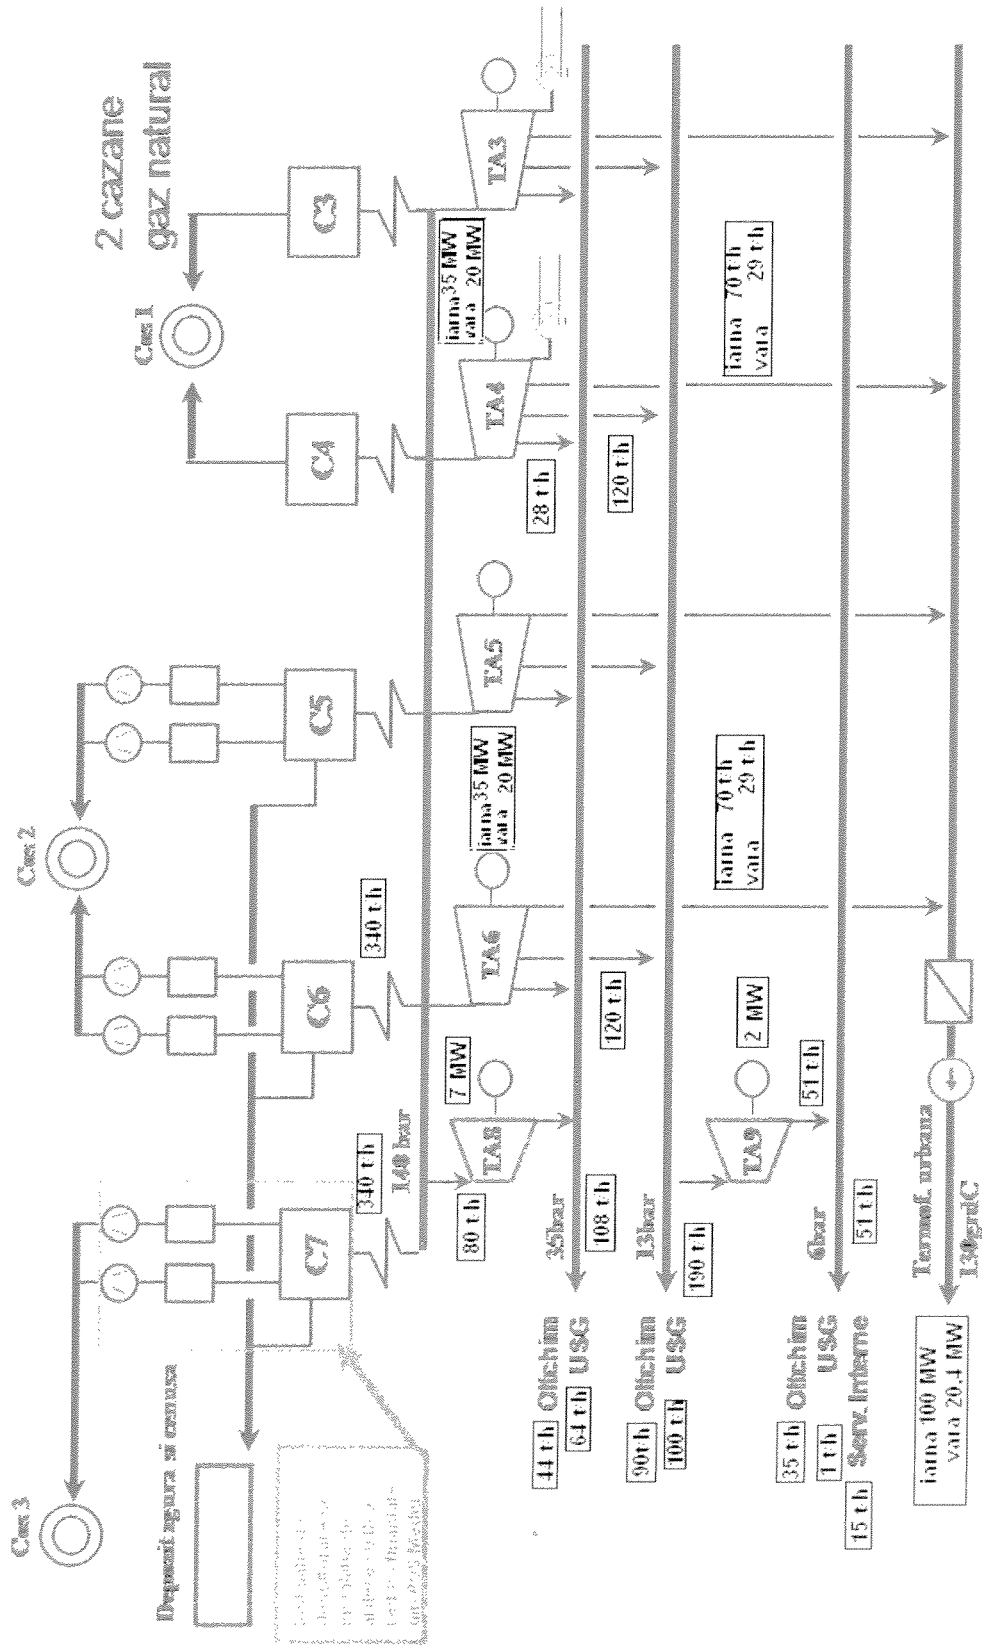 Cos 3
Cos 2
Cos 1
2 cazane
gaz natural
Depozit zgura si cenusa
C7
C6
C5
C4
C3
340 t/h
340 t/h
140 bar
7 MW
80 t/h
TA8
TA6
TA5
TA4
TA3
iarna 35 MW
vara 20 MW
iarna 35 MW
vara 20 MW
28 t/h
35bar
108 t/h
120 t/h
120 t/h
44 t/h Oltchim
64 t/h USG
13bar
190 t/h
90t/h Oltchim
100 t/h USG
TA9
2 MW
51 t/h
iarna 70 t/h
vara 29 t/h
iarna 70 t/h
vara 29 t/h
6bar
51 t/h
35 t/h Oltchim
1 t/h USG
15 t/h Serv. Interne
Termof. urbana
130grdC
iarna 100 MW
vara 20.4 MW